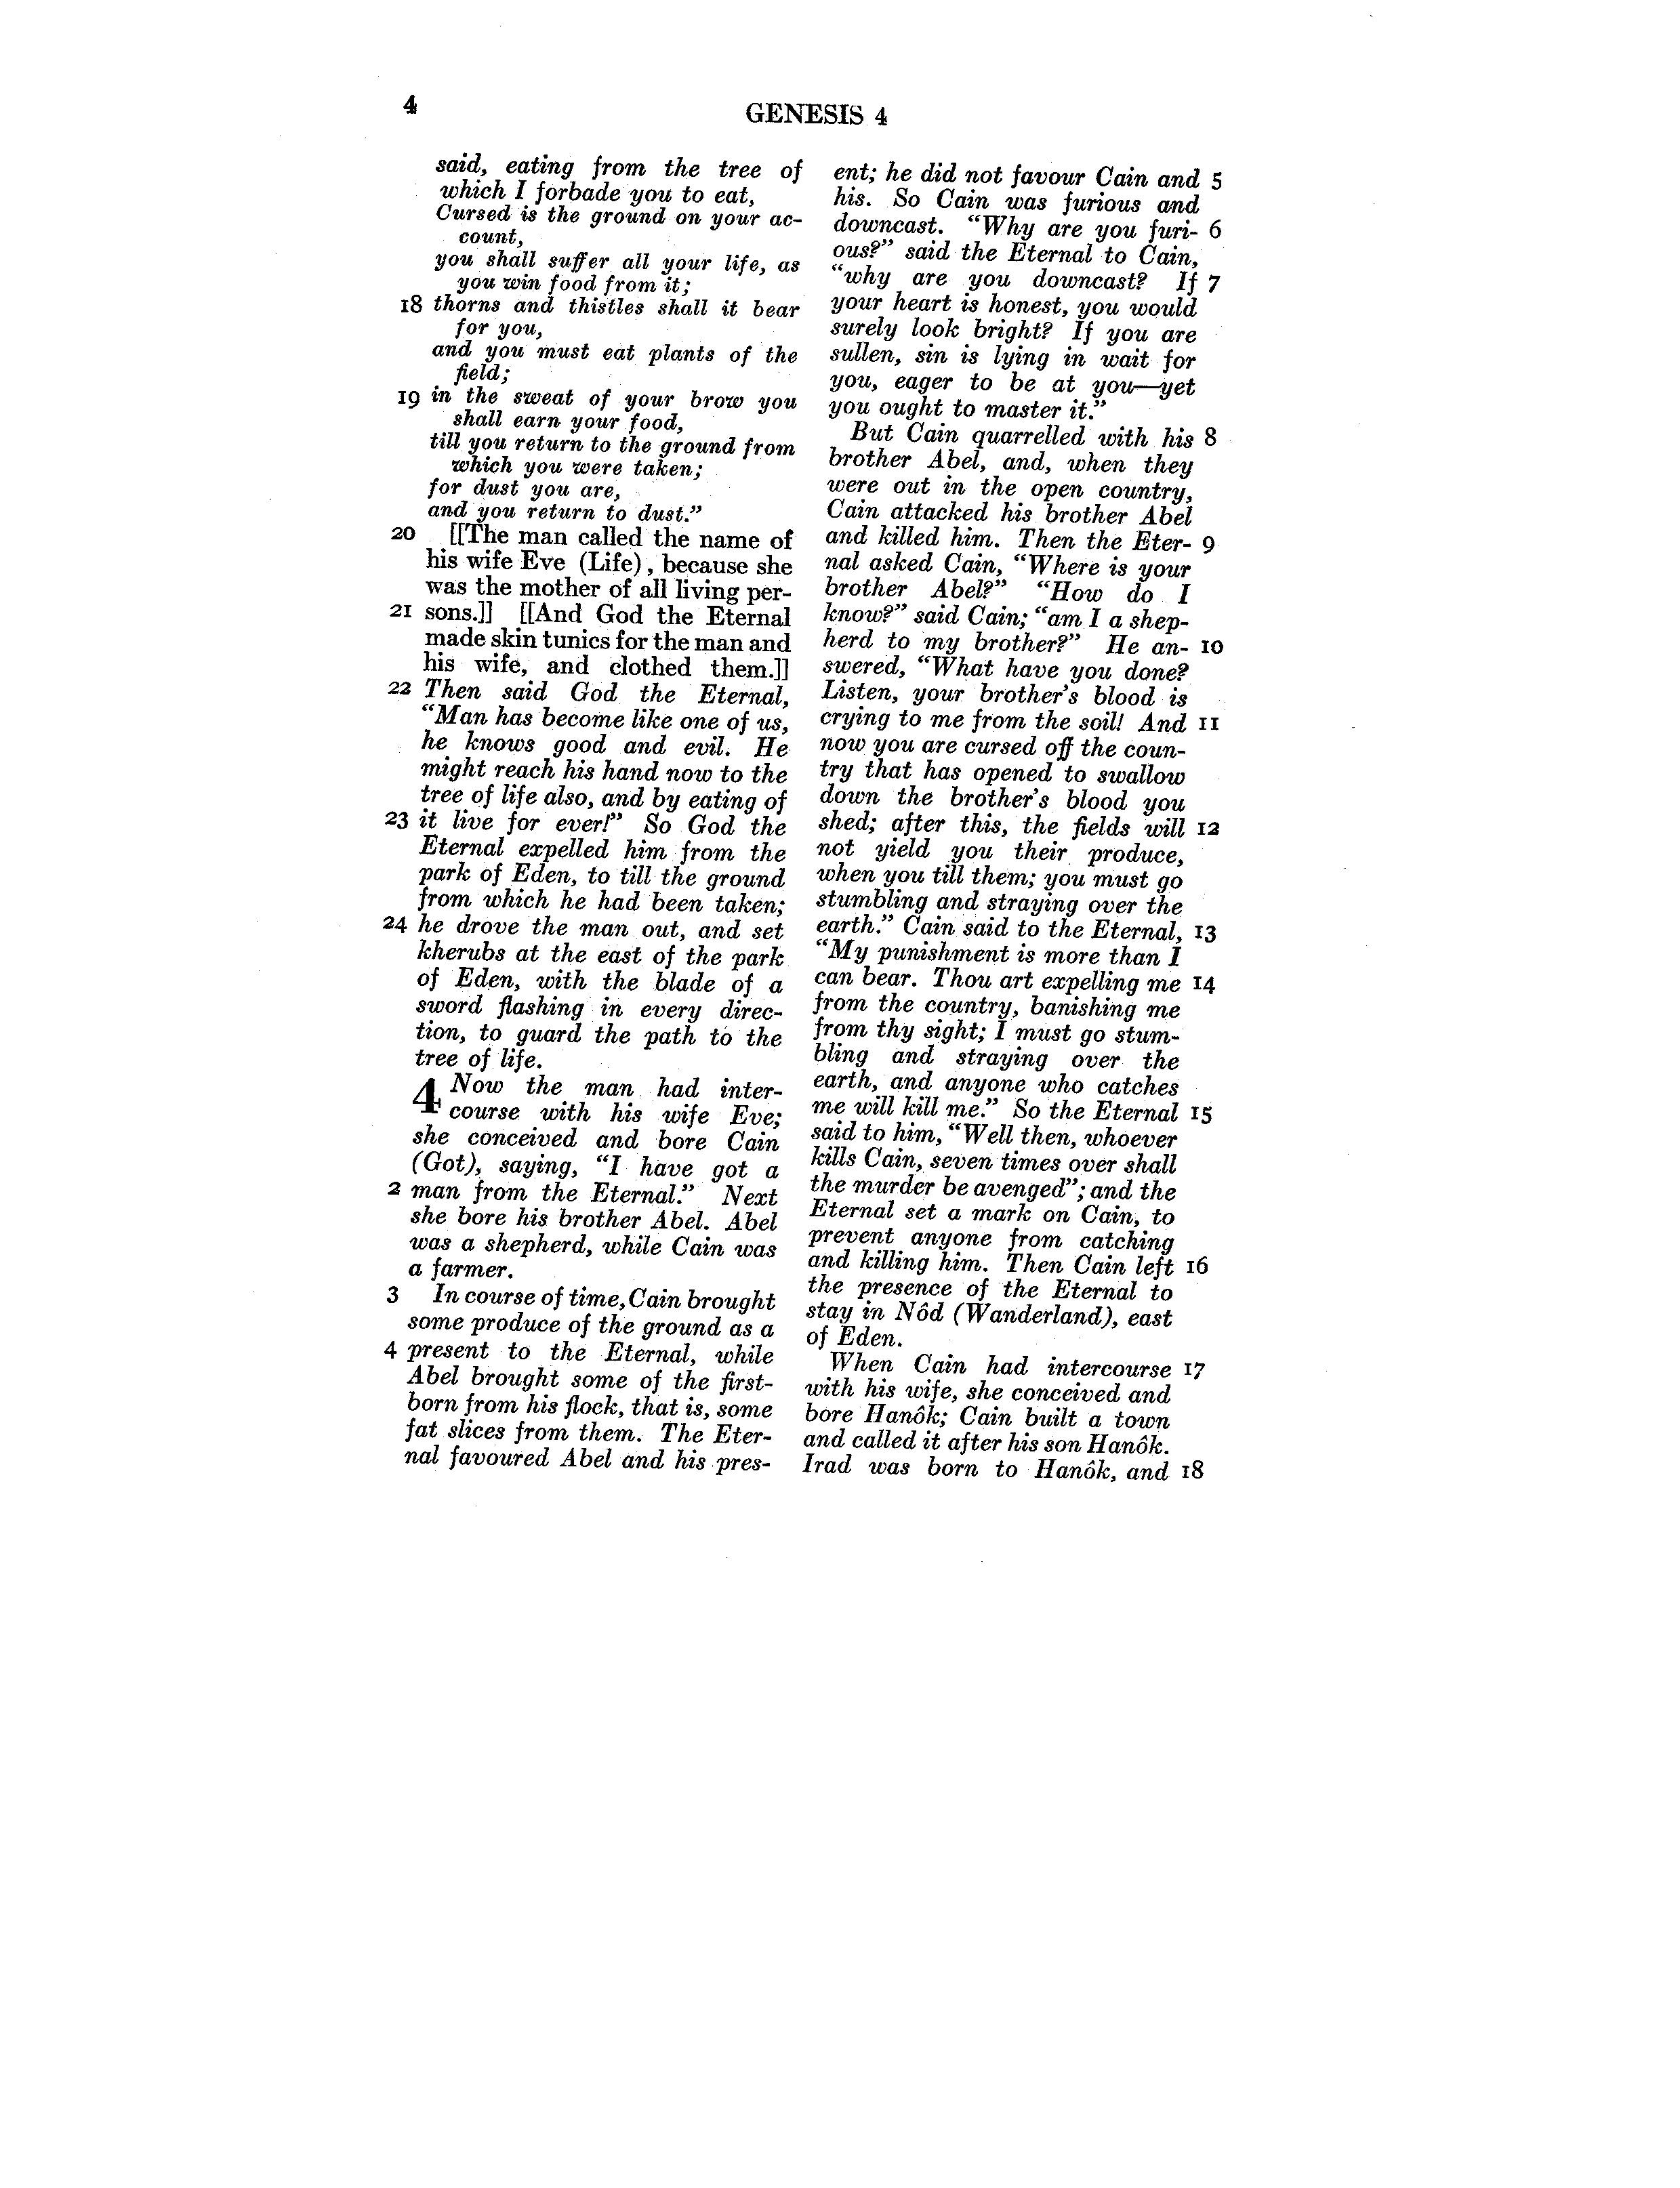 4
GENESIS 4
said, eating from the tree of
which I forbade you to eat,
Cursed is the ground on your ac-
count,
you shall suffer all your life, as
you win food from it;
18 thorns and thistles shall it bear
for you,
and you must eat plants of the
field;
19 in the sweat of your brow you
shall earn your food,
till you return to the ground from
which you were taken;
for dust you are,
and you return to dust.”
20 [[The man called the name of
his wife Eve (Life), because she
was the mother of all living per-
21 sons.]] [[And God the Eternal
made skin tunics for the man and
his wife, and clothed them.]]
22 Then said God the Eternal,
“Man has become like one of us,
he knows good and evil. He
might reach his hand now to the
tree of life also, and by eating of
23 it live for ever!” So God the
Eternal expelled him from the
park of Eden, to till the ground
from which he had been taken;
24 he drove the man out, and set
kherubs at the east of the park
of Eden, with the blade of a
sword flashing in every direc-
tion, to guard the path to the
tree of life.
4 Now the man had inter-
course with his wife Eve;
she conceived and bore Cain
(Got), saying, “I have got a
2 man from the Eternal.” Next
she bore his brother Abel. Abel
was a shepherd, while Cain was
a farmer.
3 In course of time, Cain brought
some produce of the ground as a
4 present to the Eternal, while
Abel brought some of the first-
born from his flock, that is, some
fat slices from them. The Eter-
nal favoured Abel and his pres-
ent; he did not favour Cain and 5
his. So Cain was furious and
downcast. “Why are you furi- 6
ous?” said the Eternal to Cain,
“why are you downcast? If 7
your heart is honest, you would
surely look bright? If you are
sullen, sin is lying in wait for
you, eager to be at you—yet
you ought to master it.”
But Cain quarrelled with his 8
brother Abel, and, when they
were out in the open country,
Cain attacked his brother Abel
and killed him. Then the Eter- 9
nal asked Cain, “Where is your
brother Abel?” “How do I
know?” said Cain; “am I a shep-
herd to my brother?” He an- 10
swered, “What have you done?
Listen, your brother’s blood is
crying to me from the soil! And 11
now you are cursed off the coun-
try that has opened to swallow
down the brother’s blood you
shed; after this, the fields will 12
not yield you their produce,
when you till them; you must go
stumbling and straying over the
earth.” Cain said to the Eternal, 13
“My punishment is more than I
can bear. Thou art expelling me 14
from the country, banishing me
from thy sight; I must go stum-
bling and straying over the
earth, and anyone who catches
me will kill me.” So the Eternal 15
said to him, “Well then, whoever
kills Cain, seven times over shall
the murder be avenged”; and the
Eternal set a mark on Cain, to
prevent anyone from catching
and killing him. Then Cain left 16
the presence of the Eternal to
stay in Nôd (Wanderland), east
of Eden.
When Cain had intercourse 17
with his wife, she conceived and
bore Hanôk; Cain built a town
and called it after his son Hanôk.
Irad was born to Hanôk, and 18